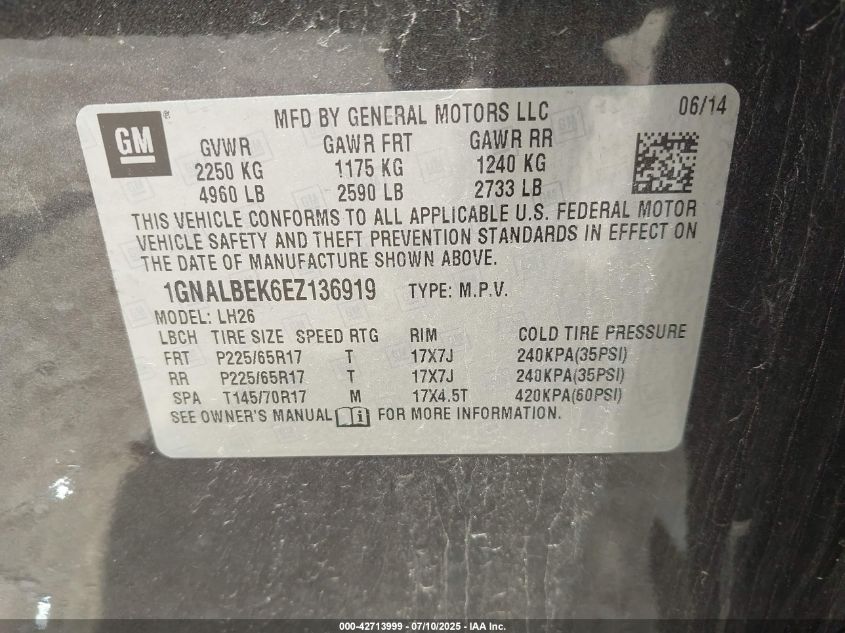 GM ®
MFD BY GENERAL MOTORS LLC 06/14
GVWR GAWR FRT GAWR RR
2250 KG 1175 KG 1240 KG
4960 LB 2590 LB 2733 LB
THIS VEHICLE CONFORMS TO ALL APPLICABLE U.S. FEDERAL MOTOR
VEHICLE SAFETY AND THEFT PREVENTION STANDARDS IN EFFECT ON
THE DATE OF MANUFACTURE SHOWN ABOVE.
1GNALBEK6EZ136919 TYPE: M.P.V.
MODEL: LH26
LBCH TIRE SIZE SPEED RTG RIM COLD TIRE PRESSURE
FRT P225/65R17 T 17X7J 240KPA(35PSI)
RR P225/65R17 T 17X7J 240KPA(35PSI)
SPA T145/70R17 M 17X4.5T 420KPA(60PSI)
SEE OWNER'S MANUAL i FOR MORE INFORMATION.
000-42713999 - 07/10/2025 - IAA Inc.